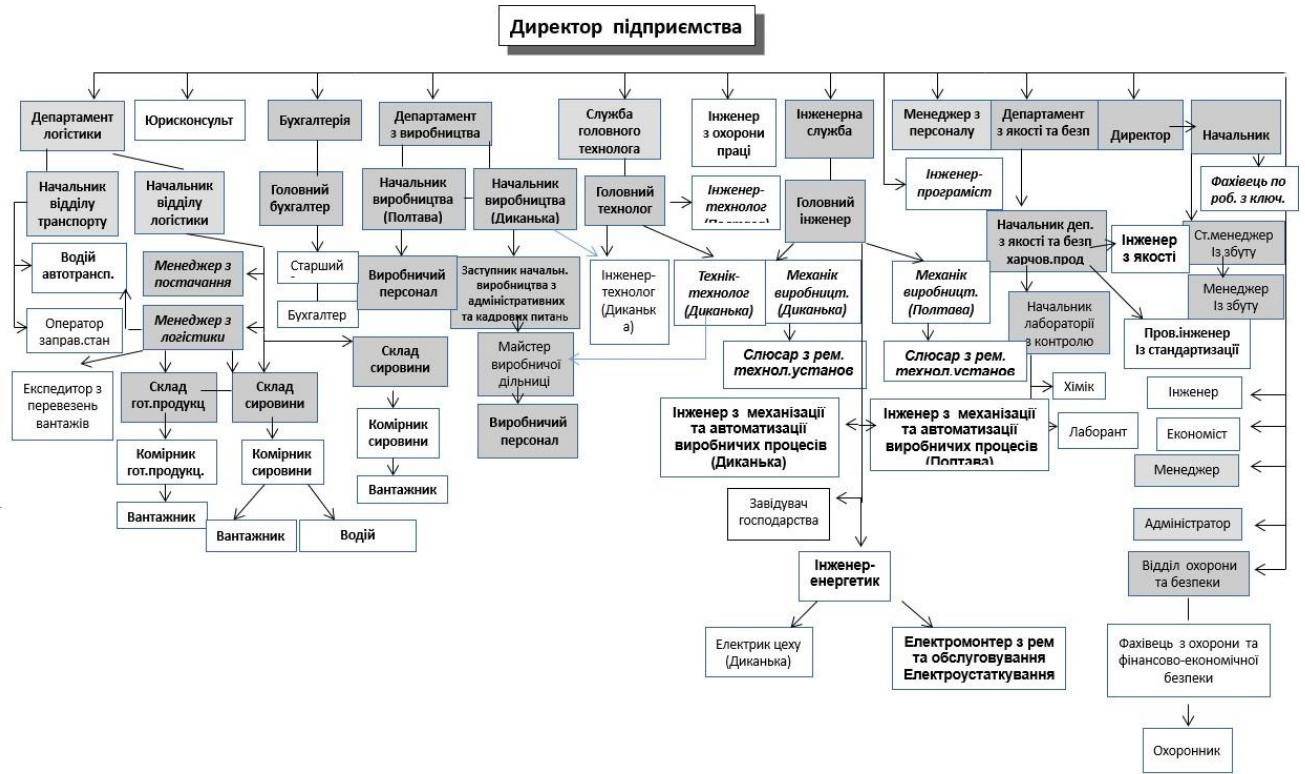 Директор підприємства
Департамент
логістики
Юрисконсульт
Бухгалтерія
Департамент
з виробництва
Служба
головного
технолога
Інженер
з охорони
праці
Інженерна
служба
Менеджер з
персоналу
Департамент
з якості та безп
Директор
Начальник
Начальник
відділу
транспорту
Начальник
відділу
логістики
Головний
бухгалтер
Начальник
виробництва
(Полтава)
Начальник
виробництва
(Диканька)
Головний
технолог
Інженер-
технолог
(Полтава)
Головний
інженер
Інженер-
програміст
Фахівець по
роб. з ключ.
Начальник деп.
з якості та безп
харчов.прод
Інженер
з якості
Ст.менеджер
Із збуту
Водій
автотрансп.
Менеджер з
постачання
Старший
Виробничий
персонал
Заступник начальн.
виробництва з
адміністративних
та кадрових питань
Інженер-
технолог
(Диканьк
а)
Технік-
технолог
(Диканька)
Механік
виробництв.
(Диканька)
Механік
виробництв.
(Полтава)
Менеджер
Із збуту
Оператор
заправ.стан
Менеджер з
логістики
Бухгалтер
Начальник
лабораторії
з контролю
Пров.інженер
Із стандартизації
Склад
сировини
Майстер
виробничої
дільниці
Слюсар з рем.
технол.установ
Слюсар з рем.
технол.установ
Експедитор з
перевезень
вантажів
Склад
гот.продукц
Склад
сировини
Хімік
Інженер
Комірник
сировини
Виробничий
персонал
Інженер з механізації
та автоматизації
виробничих процесів
(Диканька)
Інженер з механізації
та автоматизації
виробничих процесів
(Полтава)
Лаборант
Економіст
Комірник
гот.продукц.
Комірник
сировини
Вантажник
Менеджер
Вантажник
Вантажник
Водій
Завідувач
господарства
Адміністратор
Інженер-
енергетик
Відділ охорони
та безпеки
Електрик цеху
(Диканька)
Електромонтер з рем
та обслуговування
Електроустаткування
Фахівець з охорони та
фінансово-економічної
безпеки
Охоронник